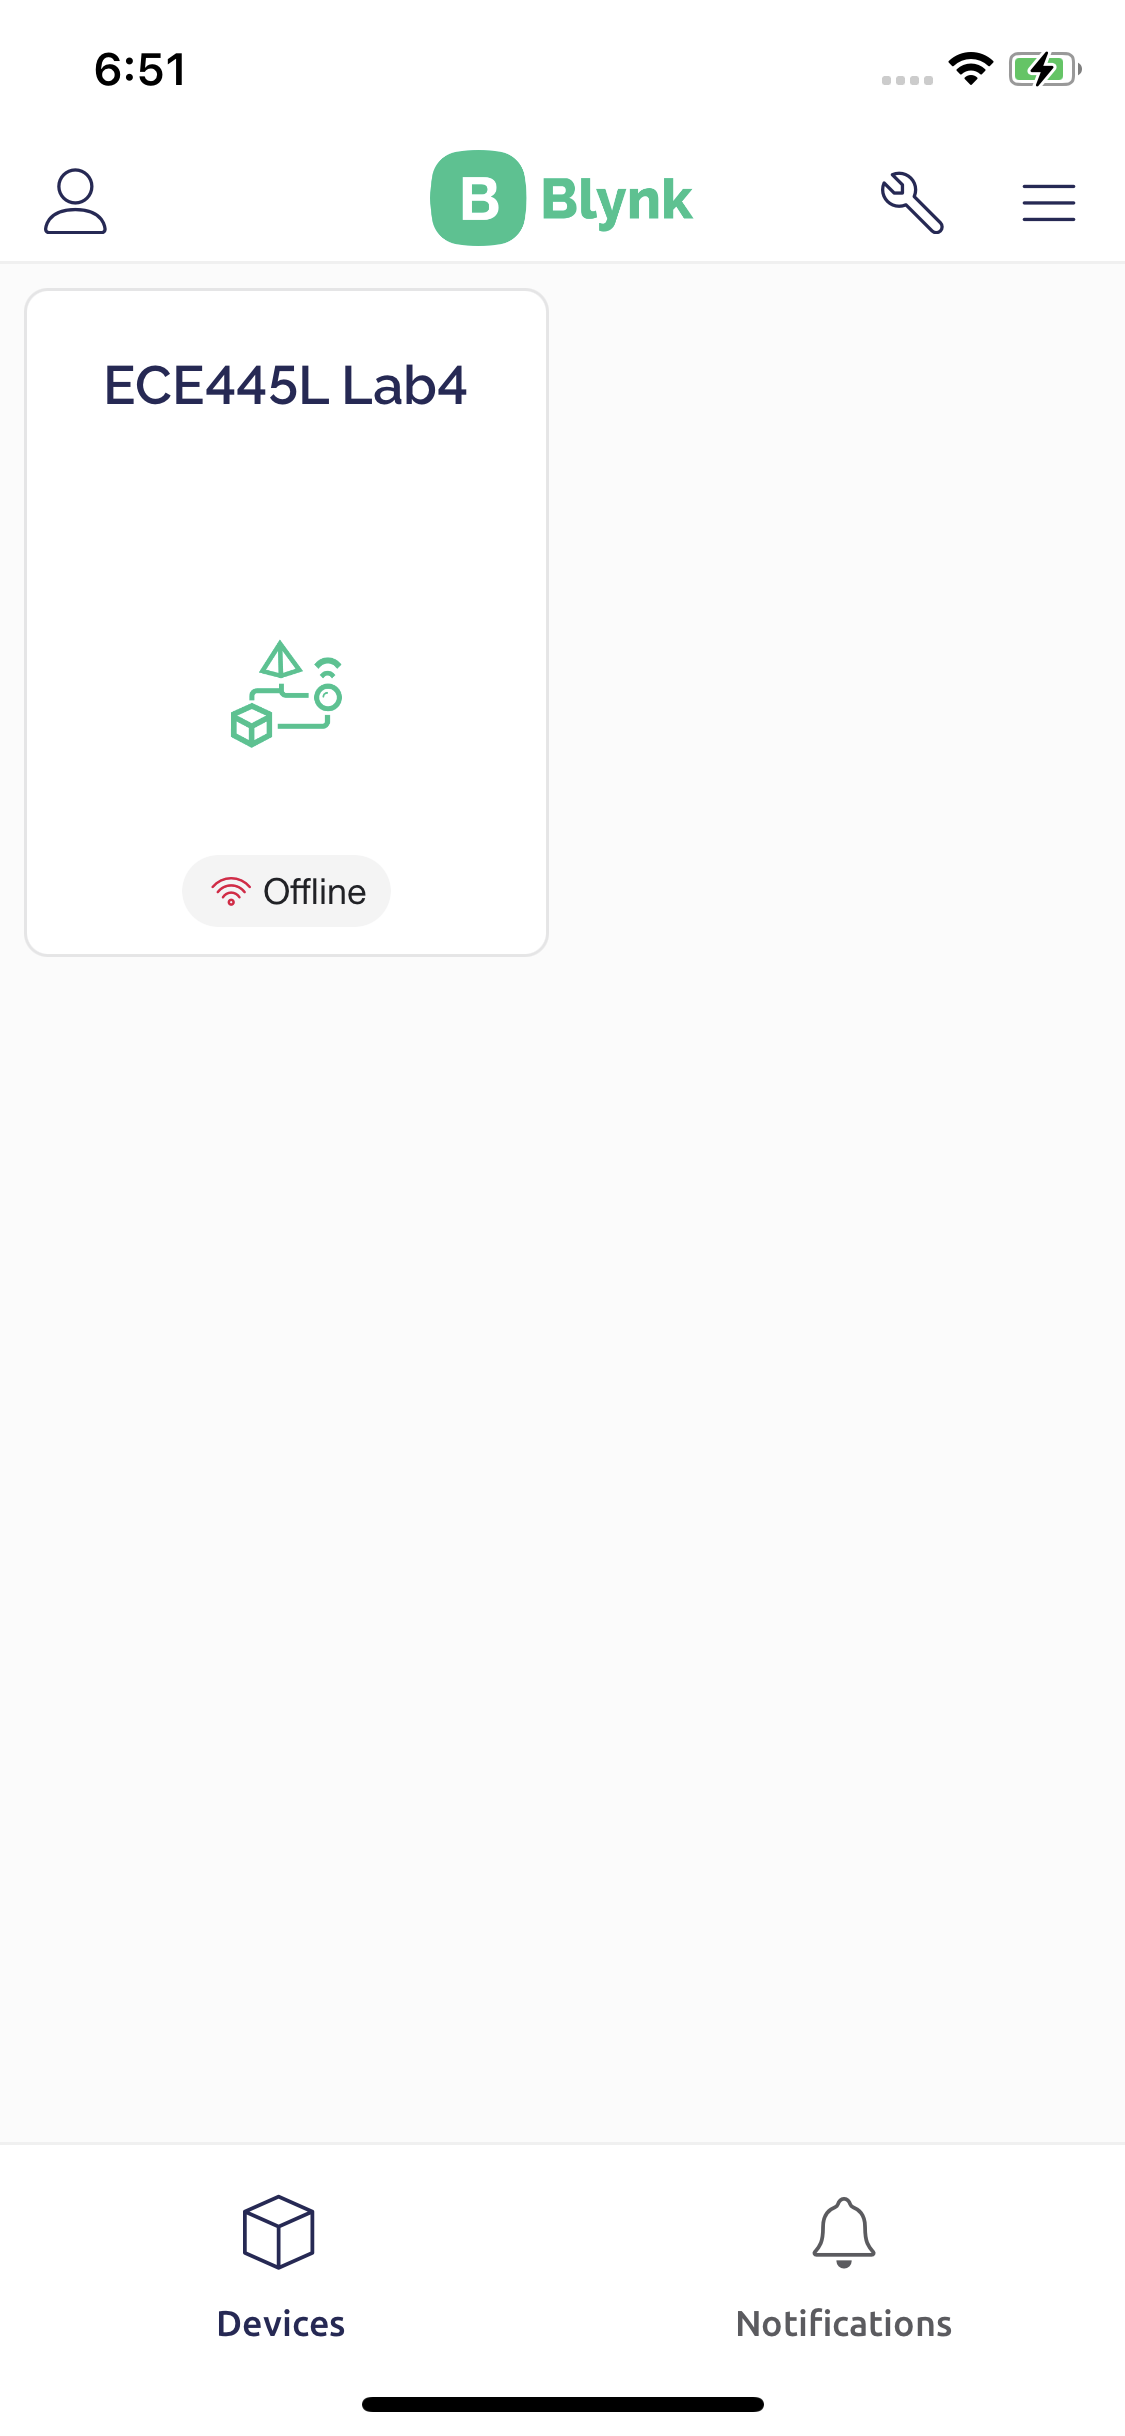 6:51
B Blynk
ECE445L Lab4
Offline
Devices
Notifications